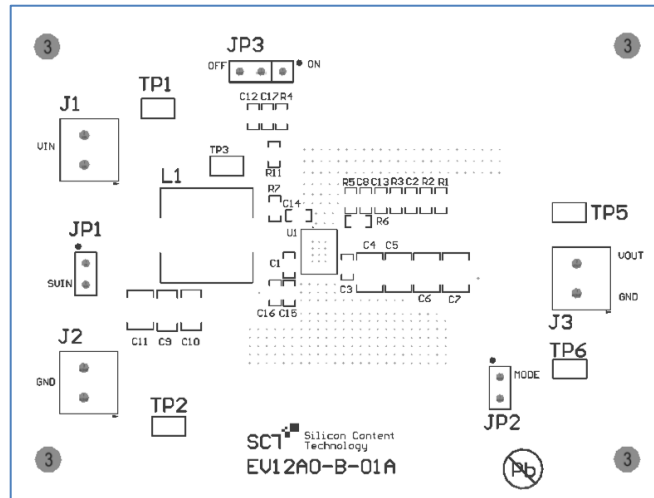 3
JP3
3
OFF
ON
TP1
J1
C12 C17 R4
VIN
TP3
R11
L1
R5 C8 C13 R3 C2 R2 R1
R7
C14
R6
TP5
U1
JP1
C4 C5
VOUT
C1
SVIN
C3
C6 C7
GND
C16 C15
J3
C11 C9 C10
J2
TP6
GND
MODE
TP2
JP2
SCT Silicon Content
Technology
3
EV12A0-B-01A
Pb
3